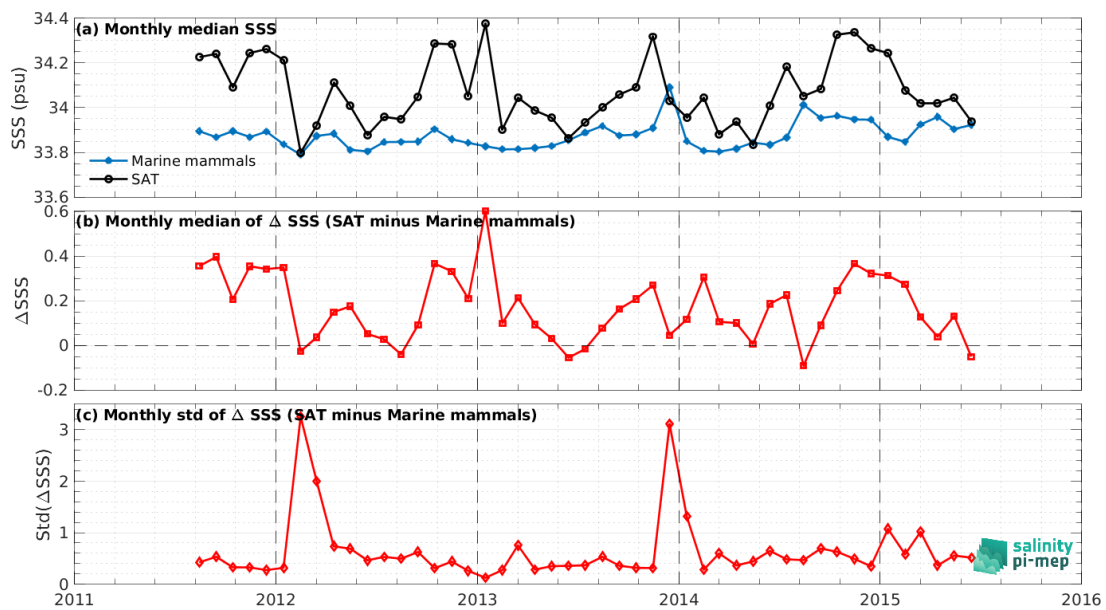 (a) Monthly median SSS
34.4
34.2
34
33.8
33.6
SSS (psu)
Marine mammals
SAT
(b) Monthly median of Δ SSS (SAT minus Marine mammals)
0.6
0.4
0.2
0
-0.2
ΔSSS
(c) Monthly std of Δ SSS (SAT minus Marine mammals)
3
2
1
0
Std(ΔSSS)
salinity
pi-mep
2011 2012 2013 2014 2015 2016